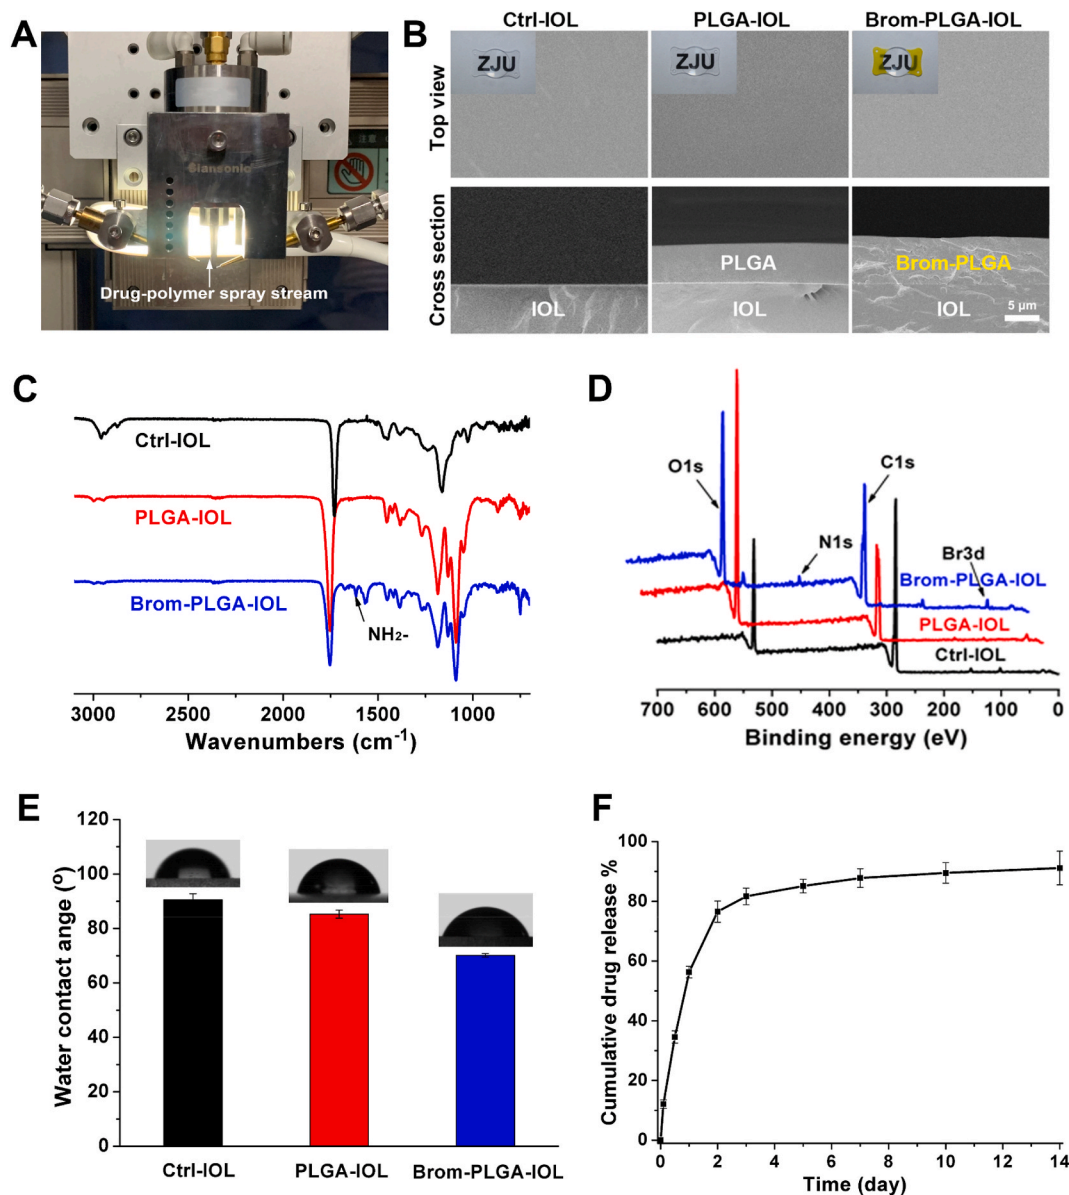 A
Siansonic
Drug-polymer spray stream
B
Ctrl-IOL
PLGA-IOL
Brom-PLGA-IOL
Top view
ZJU
ZJU
ZJU
Cross section
IOL
PLGA
IOL
Brom-PLGA
IOL
5 μm
C
Ctrl-IOL
PLGA-IOL
Brom-PLGA-IOL
NH2-
3000
2000
1500
1000
Wavenumbers (cm-1)
D
O1s
C1s
N1s
Br3d
Brom-PLGA-IOL
PLGA-IOL
Ctrl-IOL
700
600
500
400
300
200
100
0
Binding energy (eV)
E
Water contact ange (º)
120
100
80
60
40
20
0
Ctrl-IOL
PLGA-IOL
Brom-PLGA-IOL
F
Cumulative drug release %
100
80
60
40
20
0
0
2
4
6
8
10
12
14
Time (day)